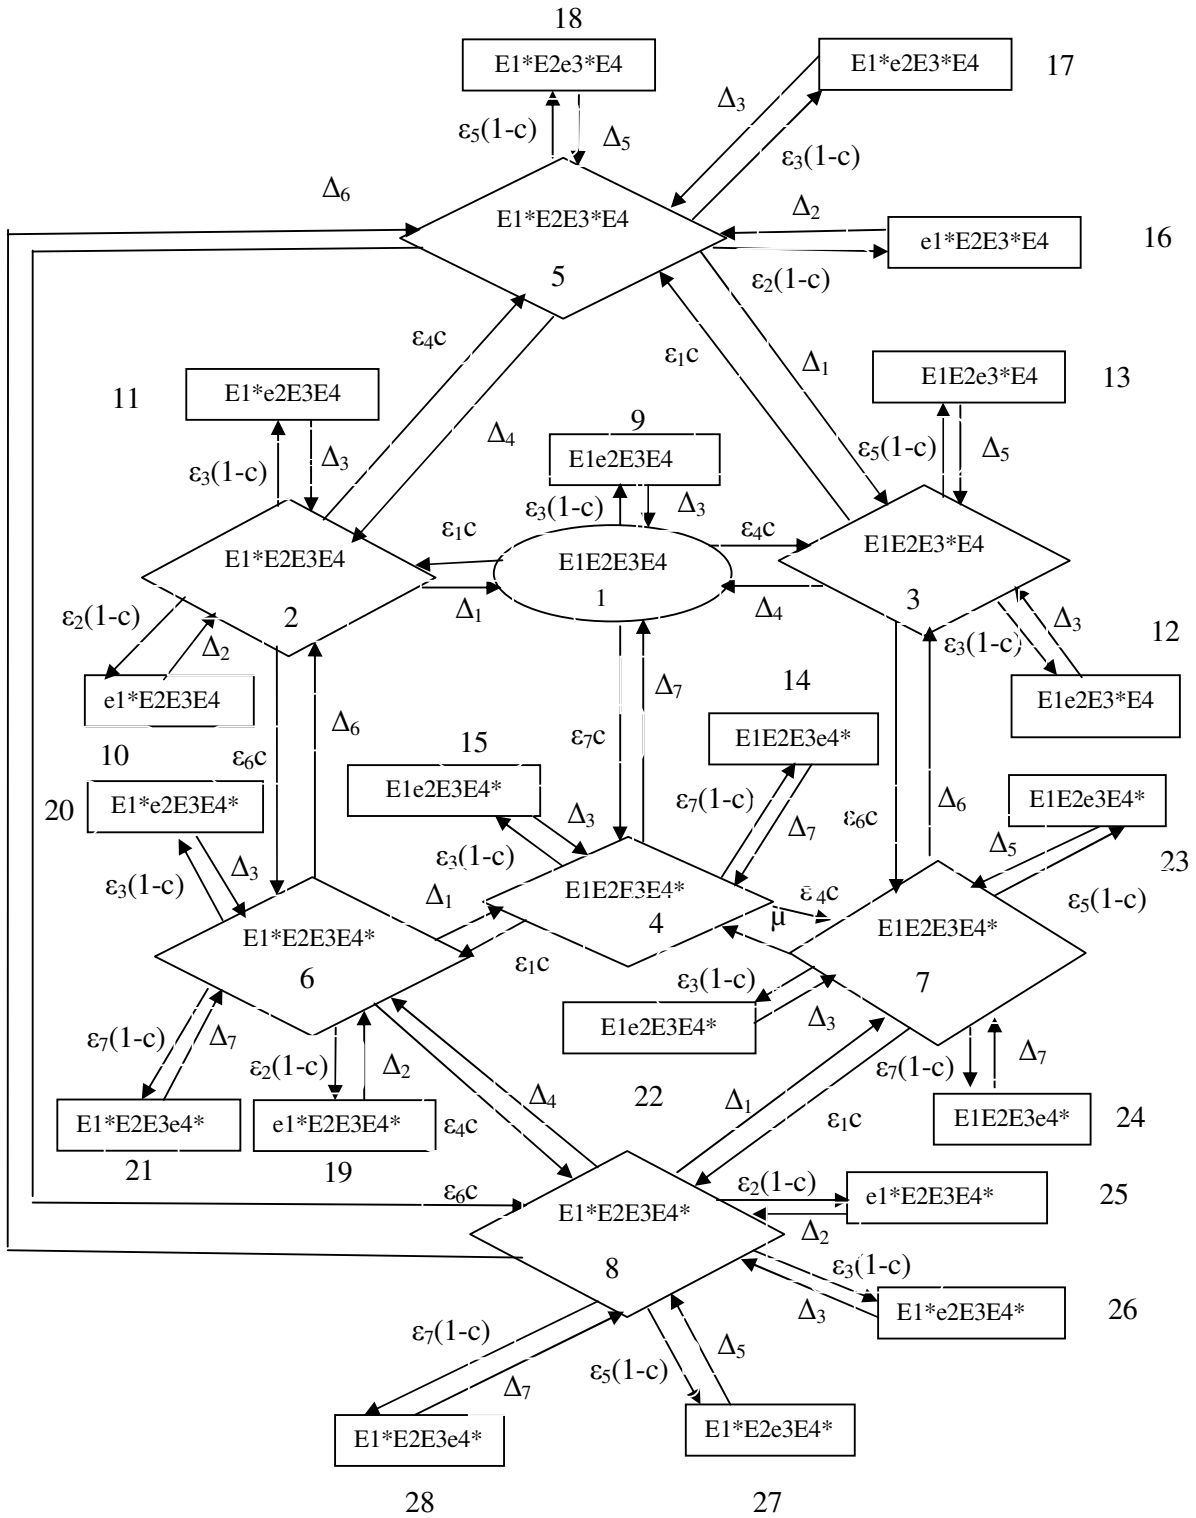 18
E1*E2e3*E4
E1*e2E3*E4
17
Δ3
ε5(1-c)
Δ5
ε3(1-c)
Δ6
Δ2
E1*E2E3*E4
e1*E2E3*E4
16
5
ε2(1-c)
ε4c
ε1c
Δ1
E1E2e3*E4
13
11
E1*e2E3E4
9
Δ4
E1e2E3E4
ε5(1-c)
Δ5
ε3(1-c)
Δ3
ε3(1-c)
Δ3
ε1c
ε4c
E1*E2E3E4
E1E2E3E4
E1E2E3*E4
2
Δ1
1
Δ4
3
ε2(1-c)
Δ2
ε3(1-c)
Δ3
12
e1*E2E3E4
Δ7
14
E1e2E3*E4
Δ6
10
ε6c
15
ε7c
E1E2E3e4*
20
E1*e2E3E4*
E1e2E3E4*
ε7(1-c)
Δ6
E1E2e3E4*
Δ3
Δ7
ε6c
Δ5
23
ε3(1-c)
Δ3
ε3(1-c)
Δ1
E1E2E3E4*
ε4c
ε5(1-c)
E1*E2E3E4*
4
μ
E1E2E3E4*
6
ε1c
ε3(1-c)
7
E1e2E3E4*
Δ3
ε7(1-c)
Δ7
ε2(1-c)
Δ2
ε7(1-c)
Δ7
22
Δ4
Δ1
E1*E2E3e4*
e1*E2E3E4*
ε4c
ε1c
E1E2E3e4*
24
21
19
ε6c
ε2(1-c)
e1*E2E3E4*
25
E1*E2E3E4*
Δ2
8
ε3(1-c)
Δ3
E1*e2E3E4*
26
ε7(1-c)
Δ5
ε5(1-c)
Δ7
E1*E2E3e4*
E1*E2e3E4*
28
27